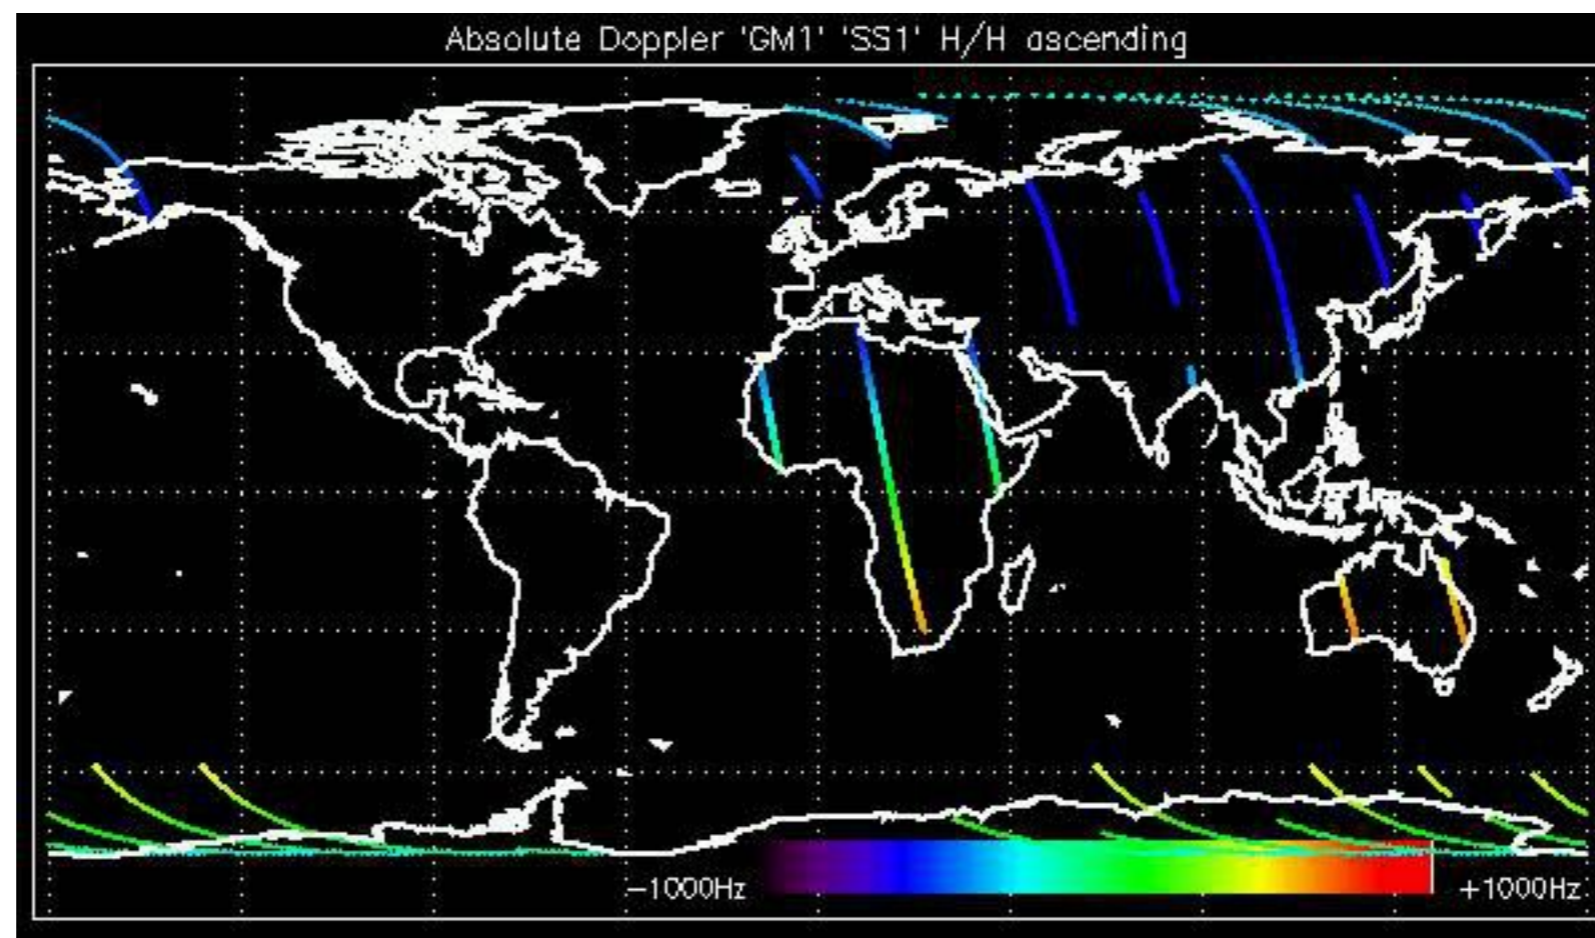 Absolute Doppler 'GM1' 'SS1' H/H ascending
-1000Hz
+1000Hz